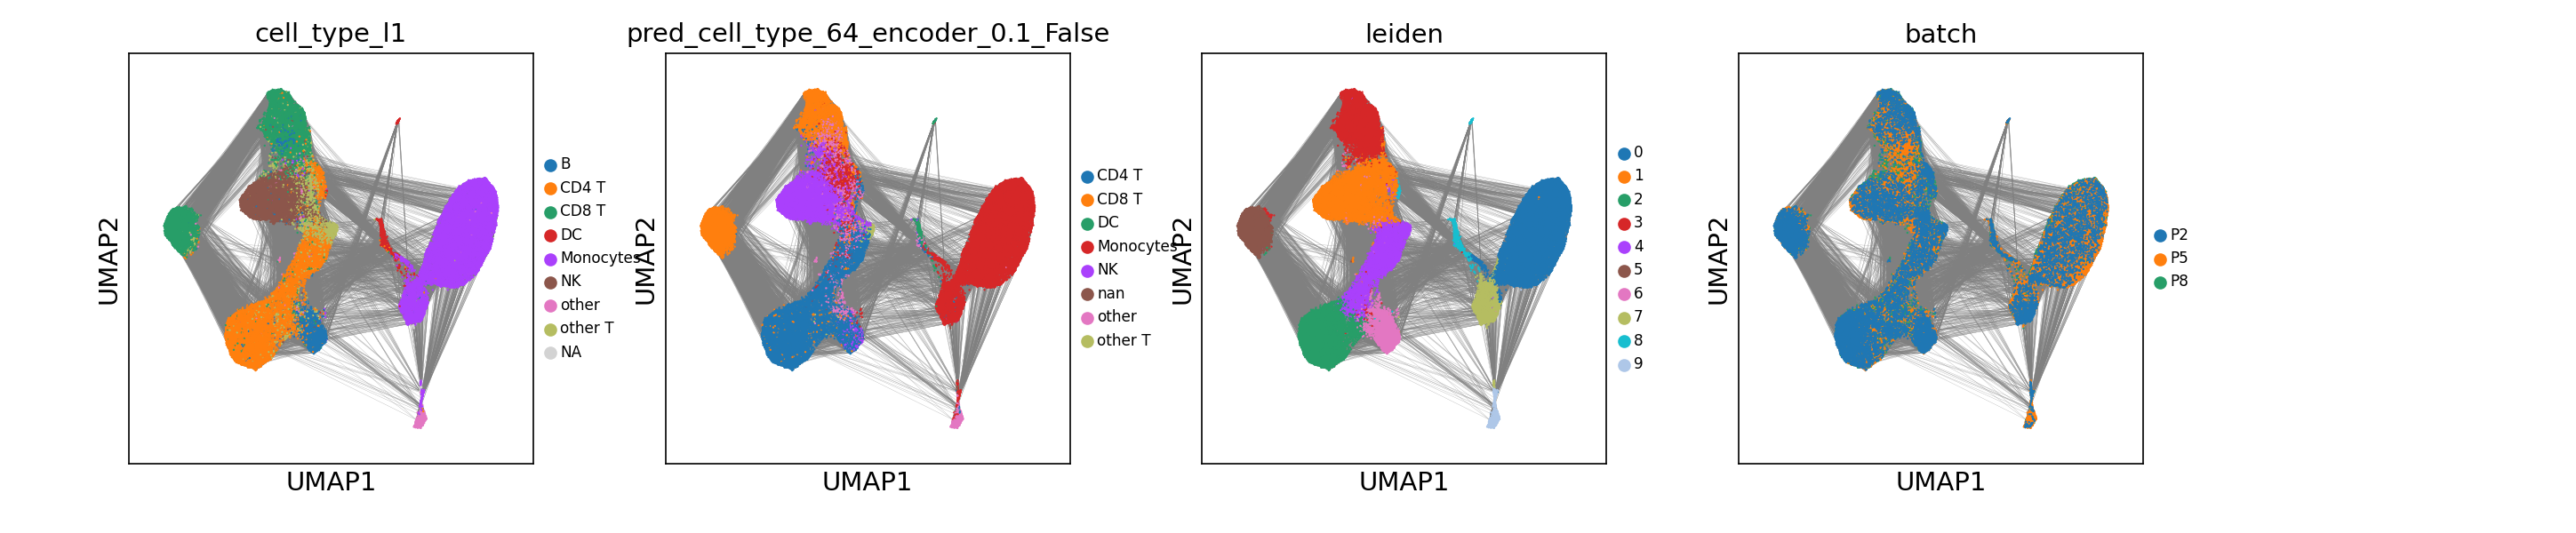 cell_type_l1
UMAP2
UMAP1
B
CD4 T
CD8 T
DC
Monocytes
NK
other
other T
NA
pred_cell_type_64_encoder_0.1_False
UMAP2
UMAP1
CD4 T
CD8 T
DC
Monocytes
NK
nan
other
other T
leiden
UMAP2
UMAP1
0
1
2
3
4
5
6
7
8
9
batch
UMAP2
UMAP1
P2
P5
P8